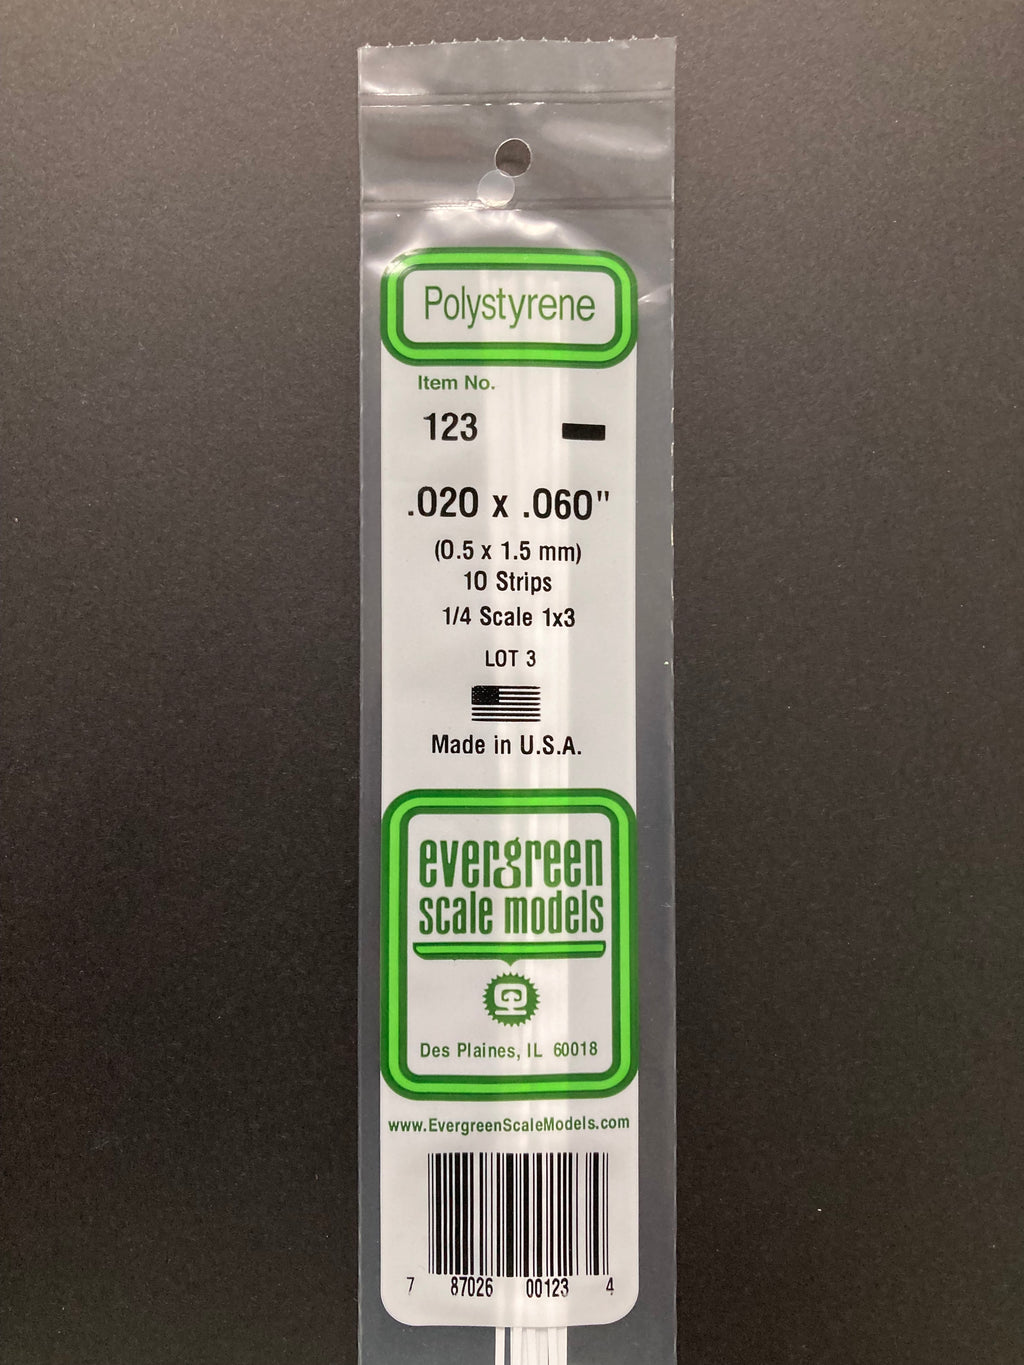 Polystyrene
Item No.
123
.020 x .060"
(0.5 x 1.5 mm)
10 Strips
1/4 Scale 1x3
LOT 3
Made in U.S.A.
evergreen
scale models
Des Plaines, IL 60018
www.EvergreenScaleModels.com
7 87026 00123 4